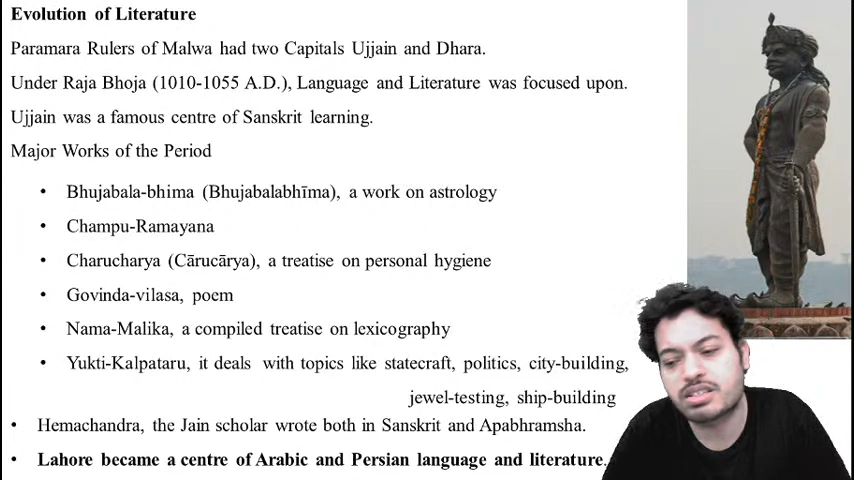 Evolution of Literature
Paramara Rulers of Malwa had two Capitals Ujjain and Dhara.
Under Raja Bhoja (1010-1055 A.D.), Language and Literature was focused upon.
Ujjain was a famous centre of Sanskrit learning.
Major Works of the Period
• Bhujabala-bhima (Bhujabalabhīma), a work on astrology
• Champu-Ramayana
• Charucharya (Cārucārya), a treatise on personal hygiene
• Govinda-vilasa, poem
• Nama-Malika, a compiled treatise on lexicography
• Yukti-Kalpataru, it deals with topics like statecraft, politics, city-building,
jewel-testing, ship-building
• Hemachandra, the Jain scholar wrote both in Sanskrit and Apabhramsha.
• Lahore became a centre of Arabic and Persian language and literature.